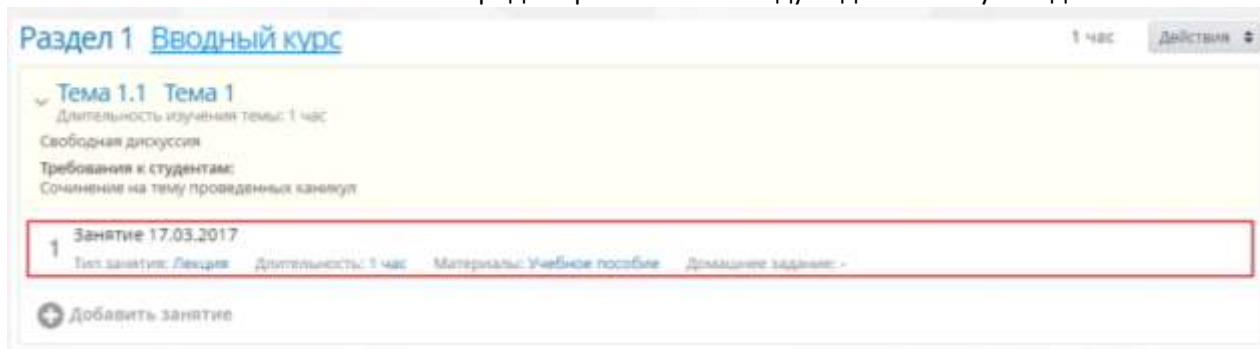 Раздел 1 Вводный курс 1 час Действия
Тема 1.1 Тема 1
Длительность изучения темы: 1 час
Свободная дискуссия
Требования к студентам:
Сочинение на тему проведенных каникул
1 Занятие 17.03.2017
Тип занятия: Лекция Длительность: 1 час Материалы: Учебное пособие Домашнее задание: -
Добавить занятие